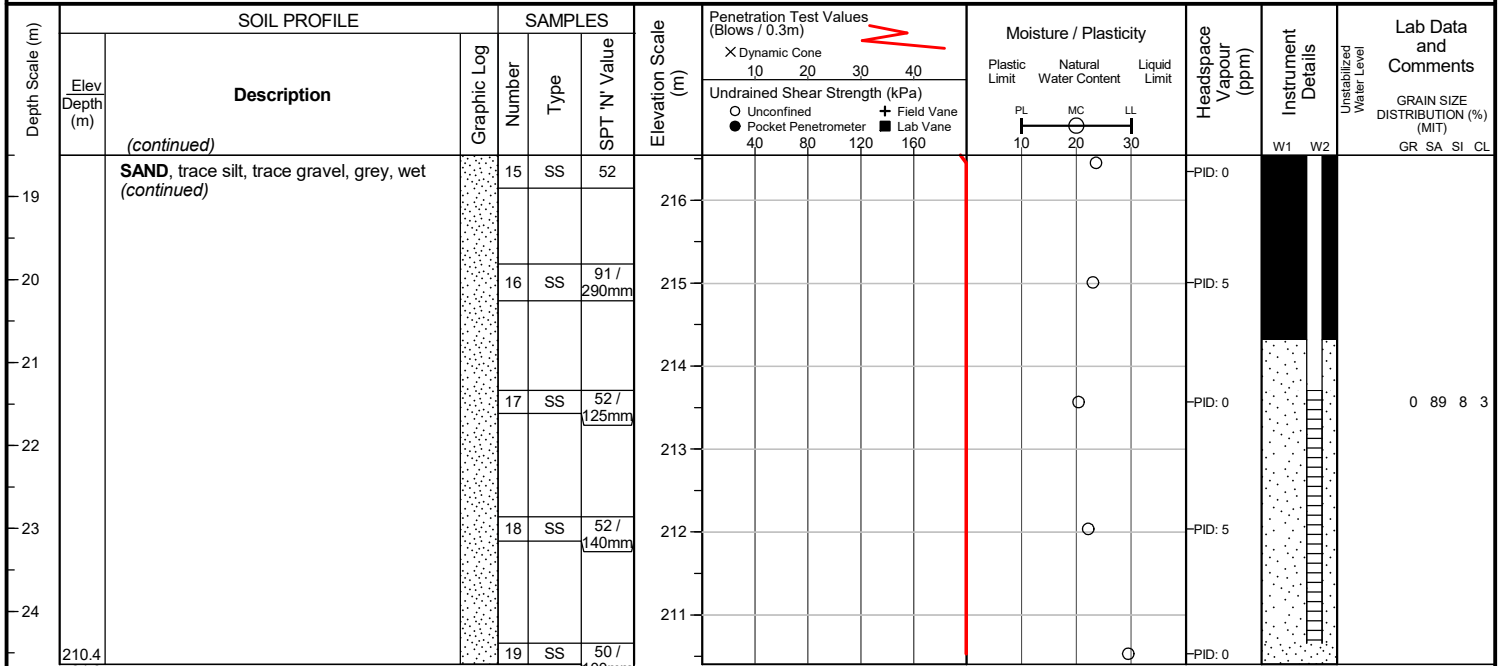 SOIL PROFILE
SAMPLES
Depth Scale (m)
Elev
Depth
(m)
Description
(continued)
Graphic Log
Number
Type
SPT 'N' Value
Elevation Scale
(m)
Penetration Test Values
(Blows / 0.3m)
× Dynamic Cone
10 20 30 40
Undrained Shear Strength (kPa)
Unconfined + Field Vane
Pocket Penetrometer Lab Vane
40 80 120 160
Moisture / Plasticity
Plastic Natural Liquid
Limit Water Content Limit
PL MC LL
10 20 30
Headspace
Vapour
(ppm)
Instrument
Details
W1 W2
Unstabilized
Water Level
Lab Data
and
Comments
GRAIN SIZE
DISTRIBUTION (%)
(MIT)
GR SA SI CL
SAND, trace silt, trace gravel, grey, wet
(continued)
15 SS 52
PID: 0
19
216
16 SS 91 /
290mm
20
215
PID: 5
21
214
17 SS 52 /
125mm
PID: 0
0 89 8 3
22
213
18 SS 52 /
140mm
23
212
PID: 5
24
211
210.4
19 SS 50 /
PID: 0